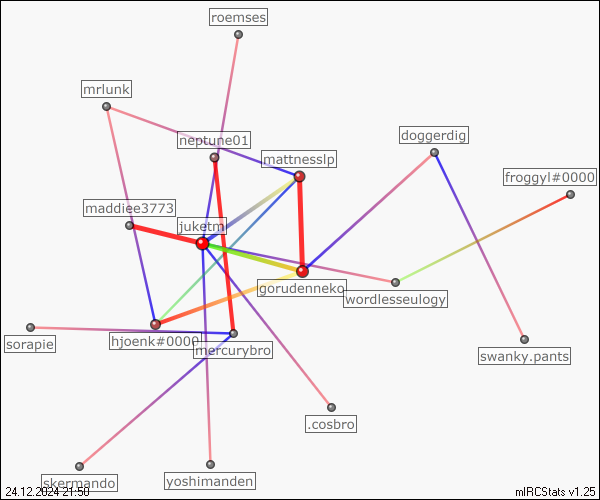 roemses
mrlunk
neptune01
doggerdig
mattnesslp
froggyl#0000
maddiee3773
juketm
gorudenneko
wordlesseulogy
sorapie
hjoenk#0000
mercurybro
swanky.pants
.cosbro
skermando
yoshimanden
24.12.2024 21:50
mIRCStats v1.25